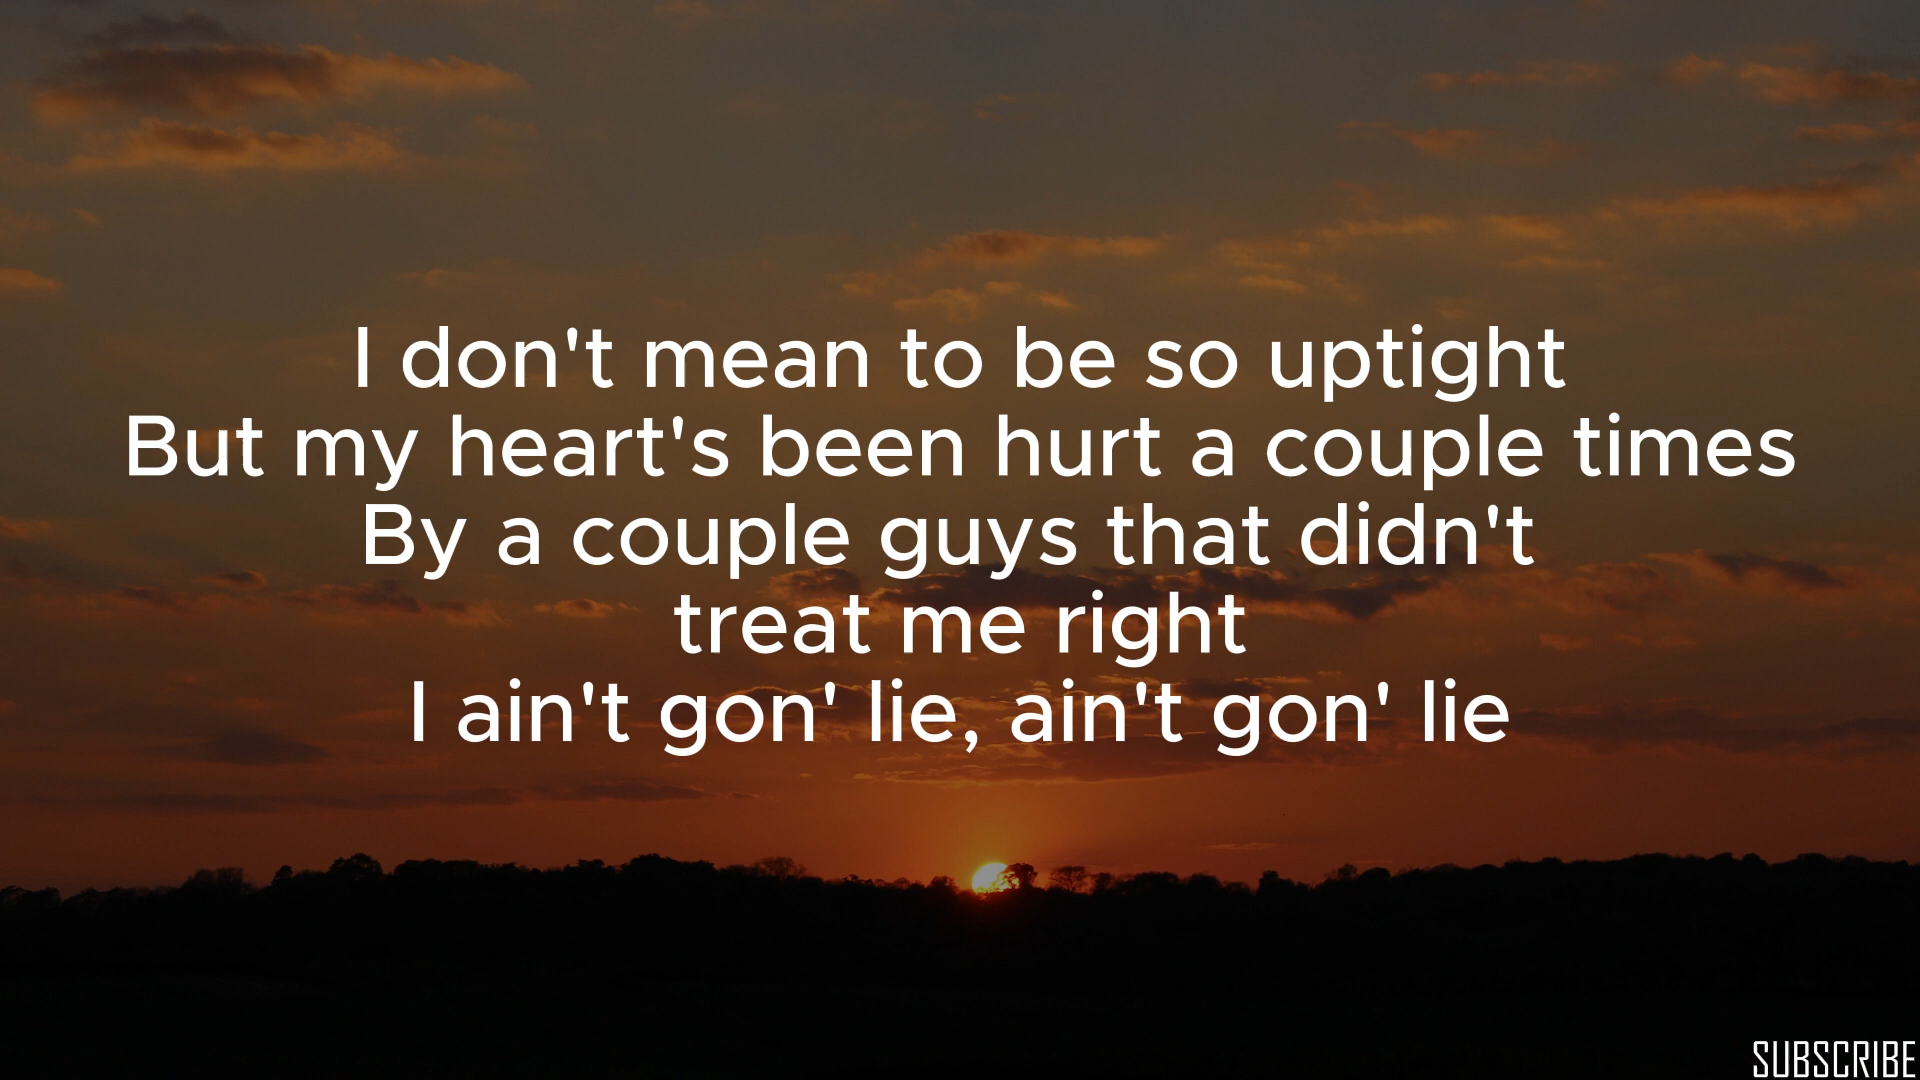 I don't mean to be so uptight
But my heart's been hurt a couple times
By a couple guys that didn't
treat me right
I ain't gon' lie, ain't gon' lie
SUBSCRIBE